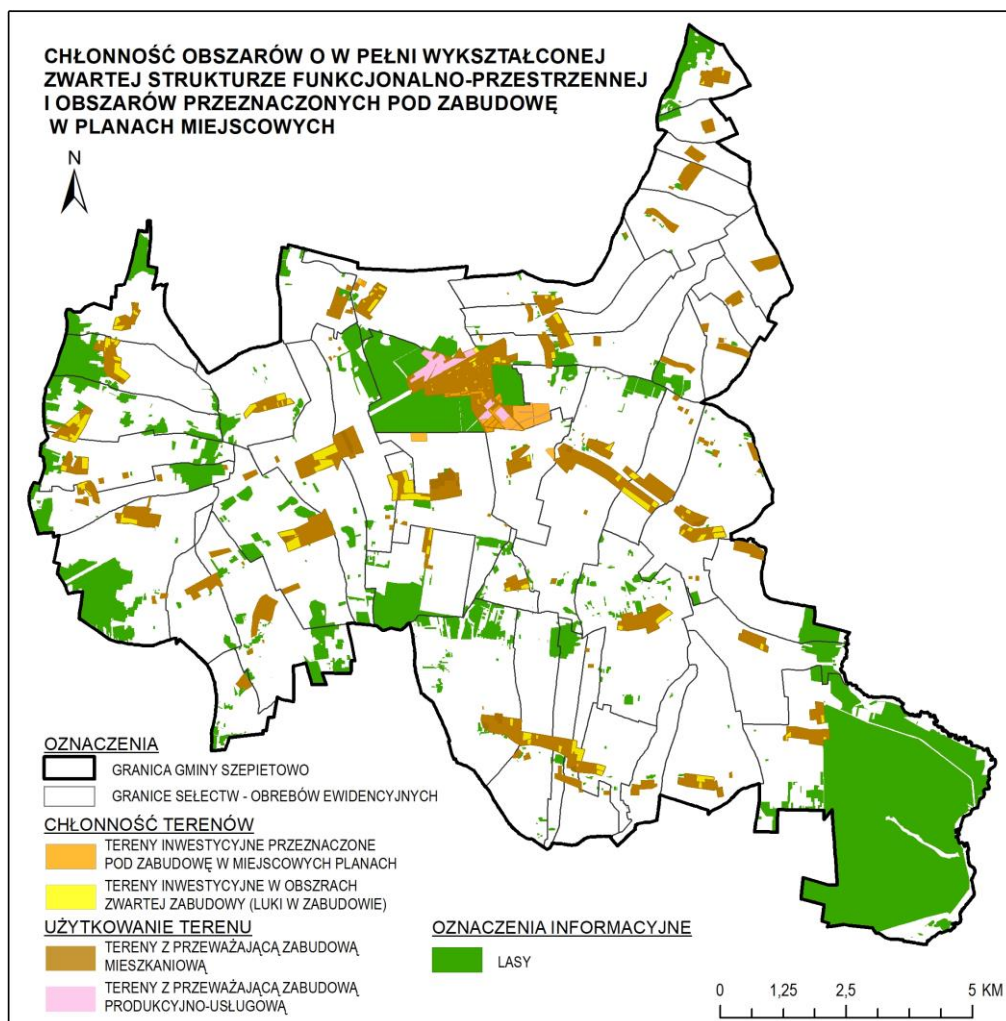 CHŁONNOŚĆ OBSZARÓW O W PEŁNI WYKSZTAŁCONEJ
ZWARTEJ STRUKTURZE FUNKCJONALNO-PRZESTRZENNEJ
I OBSZARÓW PRZEZNACZONYCH POD ZABUDOWĘ
W PLANACH MIEJSCOWYCH
N
OZNACZENIA
GRANICA GMINY SZEPIETOWO
GRANICE SEŁECTW - OBRĘBÓW EWIDENCYJNYCH
CHŁONNOŚĆ TERENÓW
TERENY INWESTYCYJNE PRZEZNACZONE
POD ZABUDOWĘ W MIEJSCOWYCH PLANACH
TERENY INWESTYCYJNE W OBSZRACH
ZWARTEJ ZABUDOWY (LUKI W ZABUDOWIE)
UŻYTKOWANIE TERENU
TERENY Z PRZEWAŻAJĄCĄ ZABUDOWĄ
MIESZKANIOWĄ
TERENY Z PRZEWAŻAJĄCĄ ZABUDOWĄ
PRODUKCYJNO-USŁUGOWĄ
OZNACZENIA INFORMACYJNE
LASY
0 1,25 2,5 5 KM